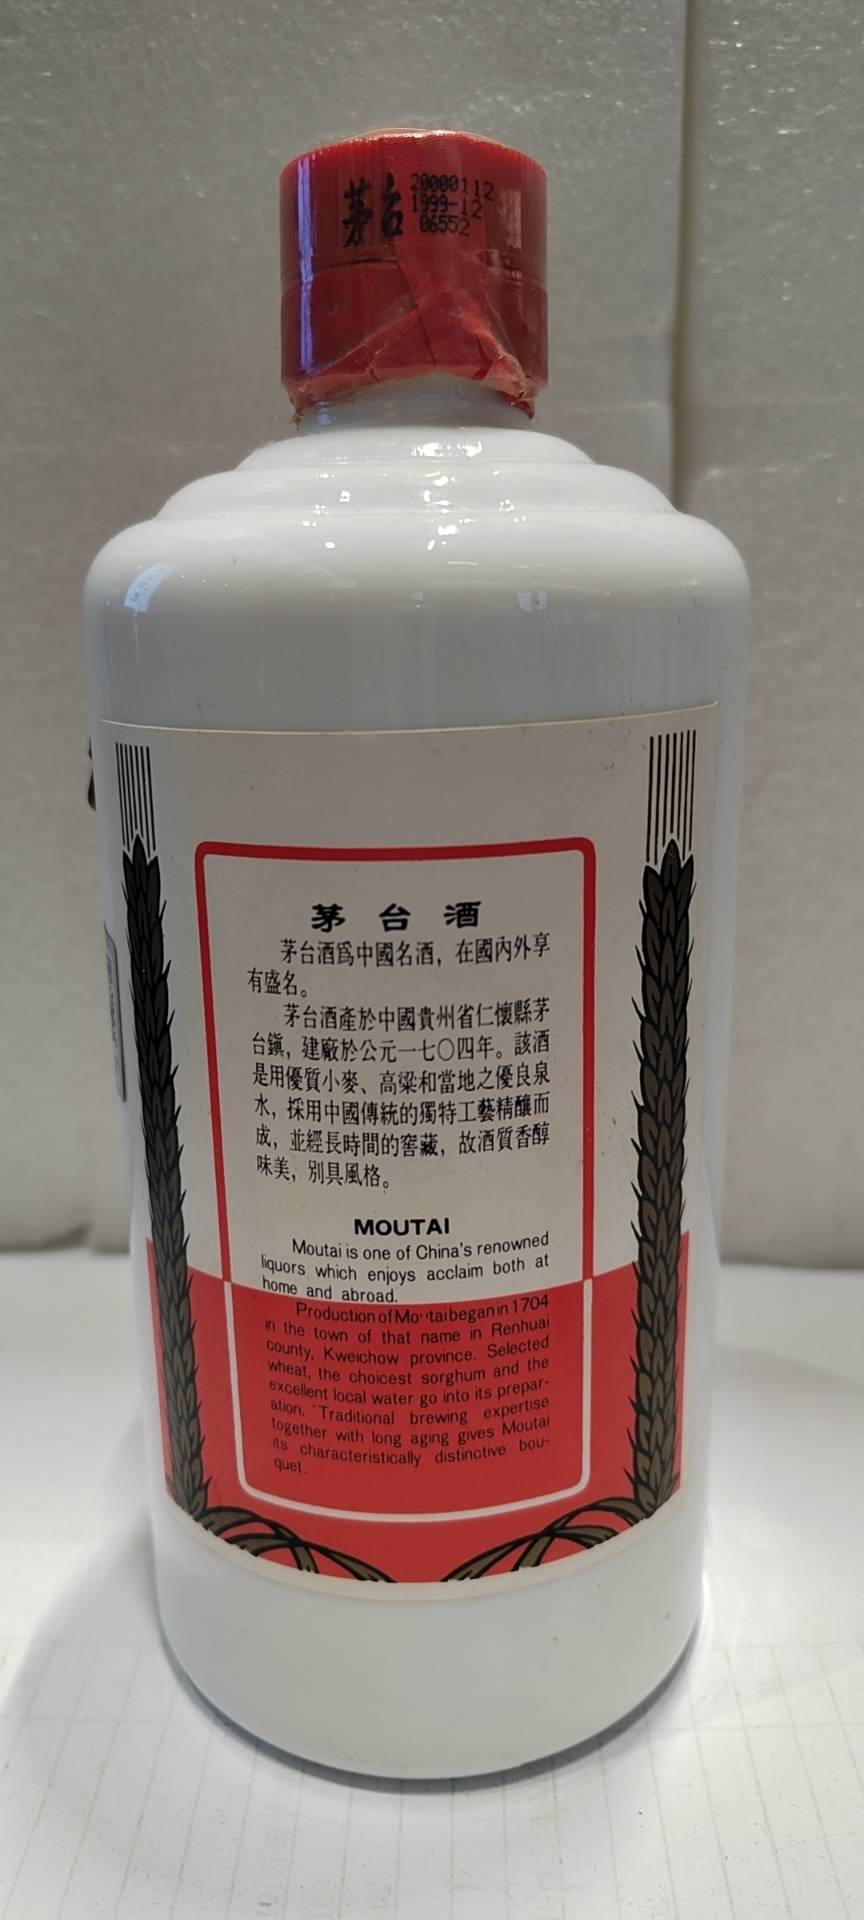 茅台
20000112
1999-12
06552
茅台酒
茅台酒爲中國名酒，在國內外享
有盛名。
茅台酒產於中國貴州省仁懷縣茅
台鎭，建廠於公元一七〇四年。該酒
是用優質小麥、高粱和當地之優良泉
水，採用中國傳統的獨特工藝精釀而
成，並經長時間的窖藏，故酒質香醇
味美，別具風格。
MOUTAI
Moutai is one of China's renowned
liquors which enjoys acclaim both at
home and abroad.
Production of Moutai began in 1704
in the town of that name in Renhuai
county, Kweichow province. Selected
wheat, the choicest sorghum and the
excellent local water go into its prepar-
ation. Traditional brewing expertise
together with long aging gives Moutai
its characteristically distinctive bou-
quet.